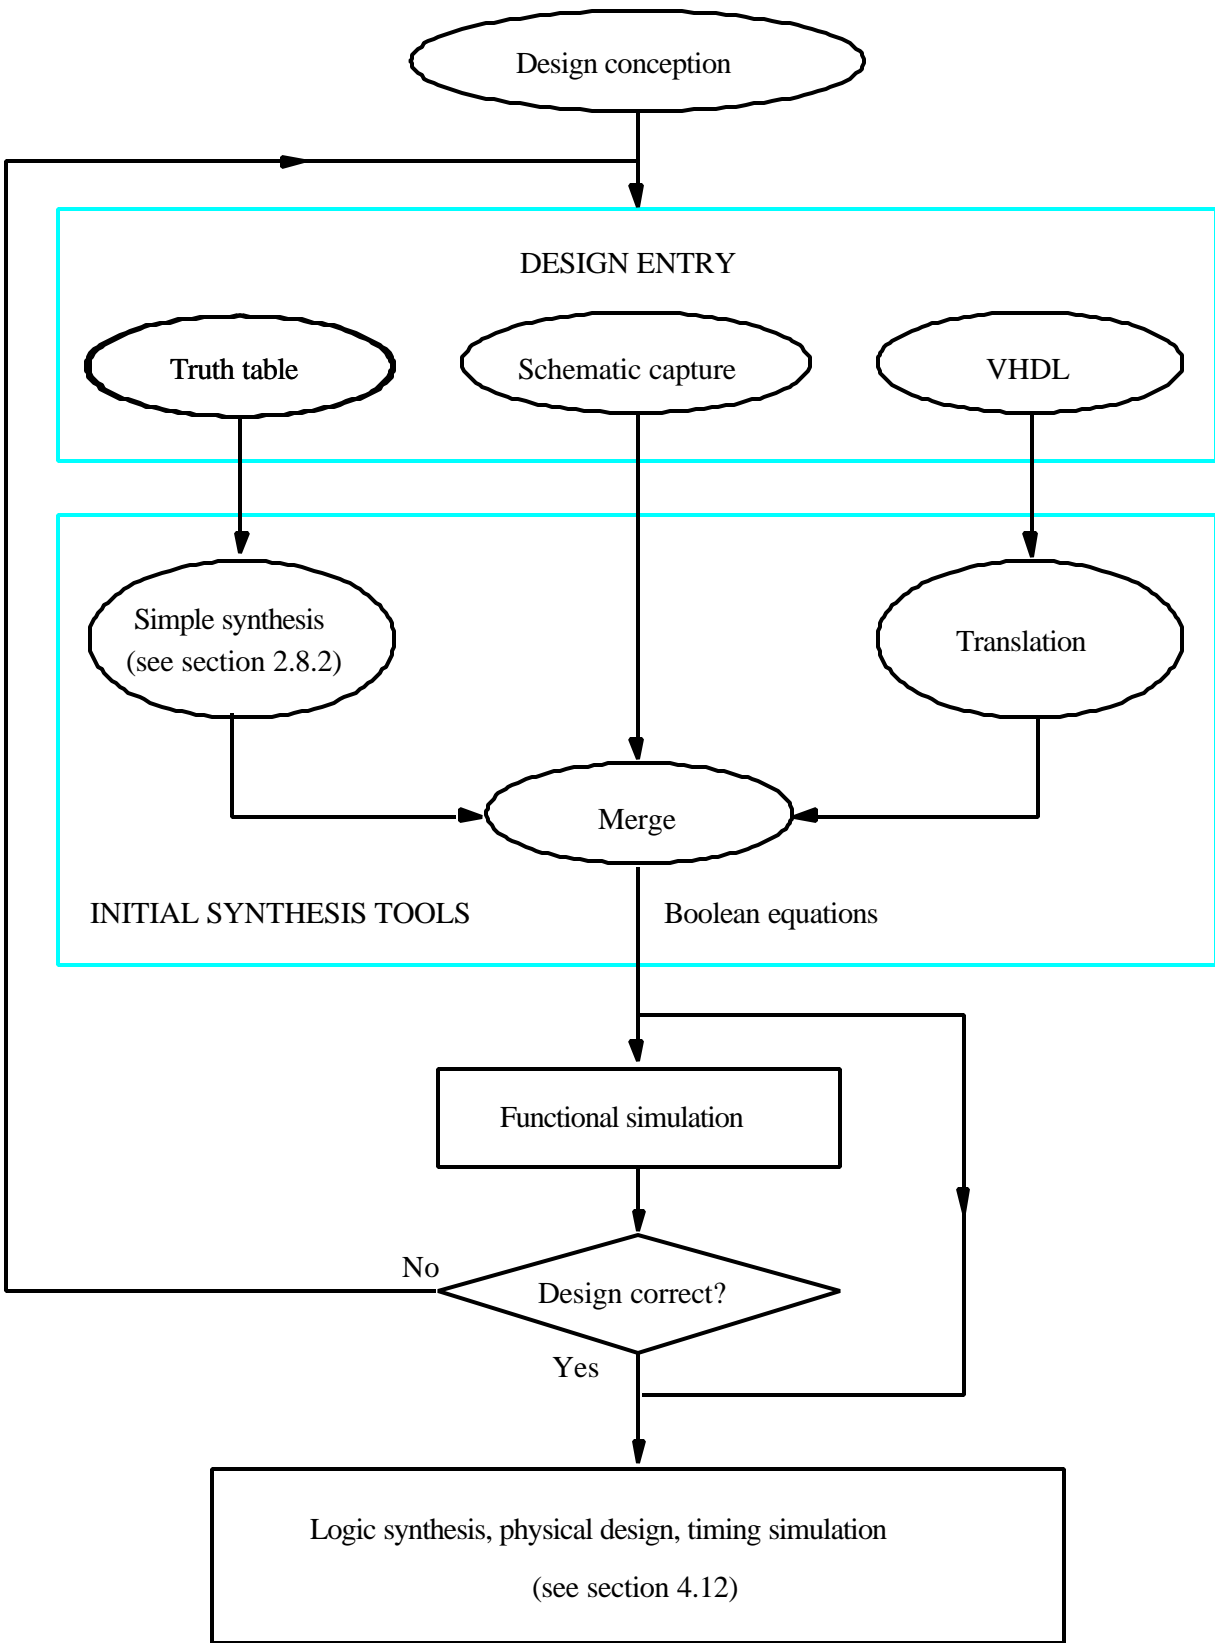 Design conception
DESIGN ENTRY
Truth table
Schematic capture
VHDL
Simple synthesis
(see section 2.8.2)
Translation
Merge
INITIAL SYNTHESIS TOOLS
Boolean equations
Functional simulation
No
Design correct?
Yes
Logic synthesis, physical design, timing simulation
(see section 4.12)